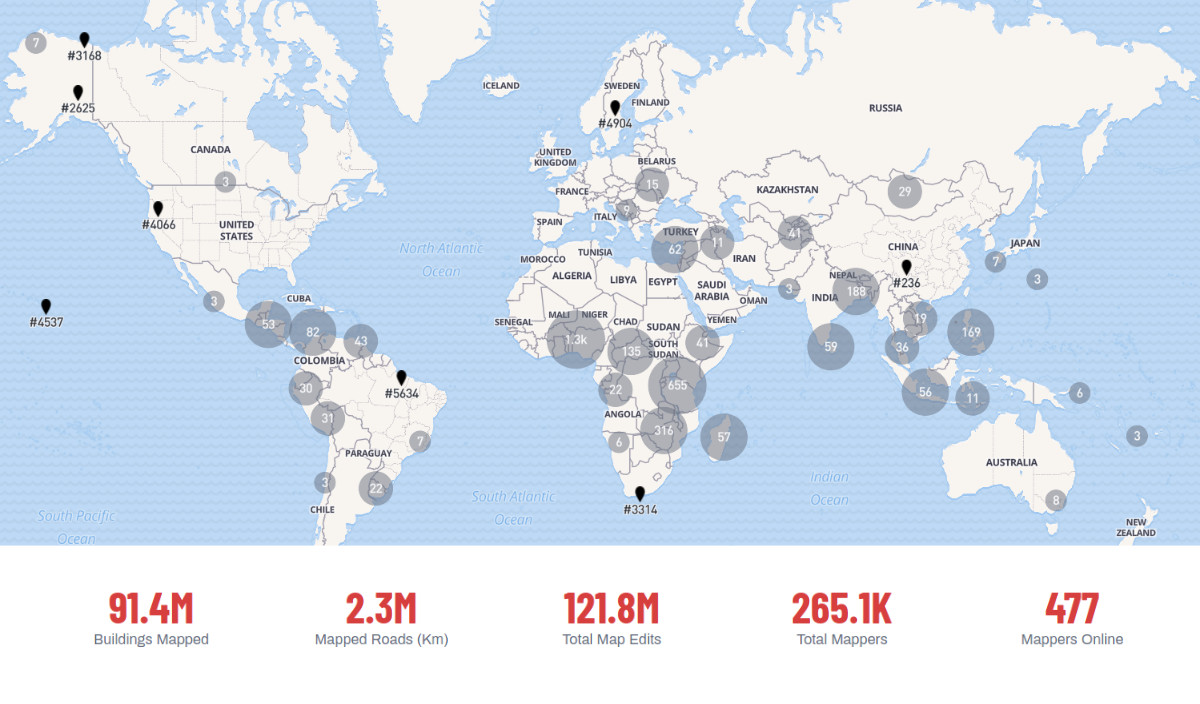 7
#3168
#2625
ICELAND
SWEDEN
FINLAND
#4904
RUSSIA
CANADA
UNITED
KINGDOM
BELARUS
3
15
FRANCE
KAZAKHSTAN
29
#4066
UNITED
STATES
SPAIN
ITALY
9
TURKEY
62
11
41
CHINA
JAPAN
North Atlantic
Ocean
MOROCCO
TUNISIA
IRAN
7
ALGERIA
LIBYA
EGYPT
SAUDI
ARABIA
NEPAL
#236
3
3
188
INDIA
OMAN
3
CUBA
#4537
53
82
43
SENEGAL
MALI
NIGER
CHAD
SUDAN
YEMEN
19
169
1.3k
135
SOUTH
SUDAN
41
59
36
COLOMBIA
30
#5634
22
655
56
11
6
31
ANGOLA
6
316
57
3
7
PARAGUAY
AUSTRALIA
3
22
Indian
Ocean
South Atlantic
Ocean
#3314
8
CHILE
South Pacific
Ocean
NEW
ZEALAND
91.4M
2.3M
121.8M
265.1K
477
Buildings Mapped
Mapped Roads (Km)
Total Map Edits
Total Mappers
Mappers Online